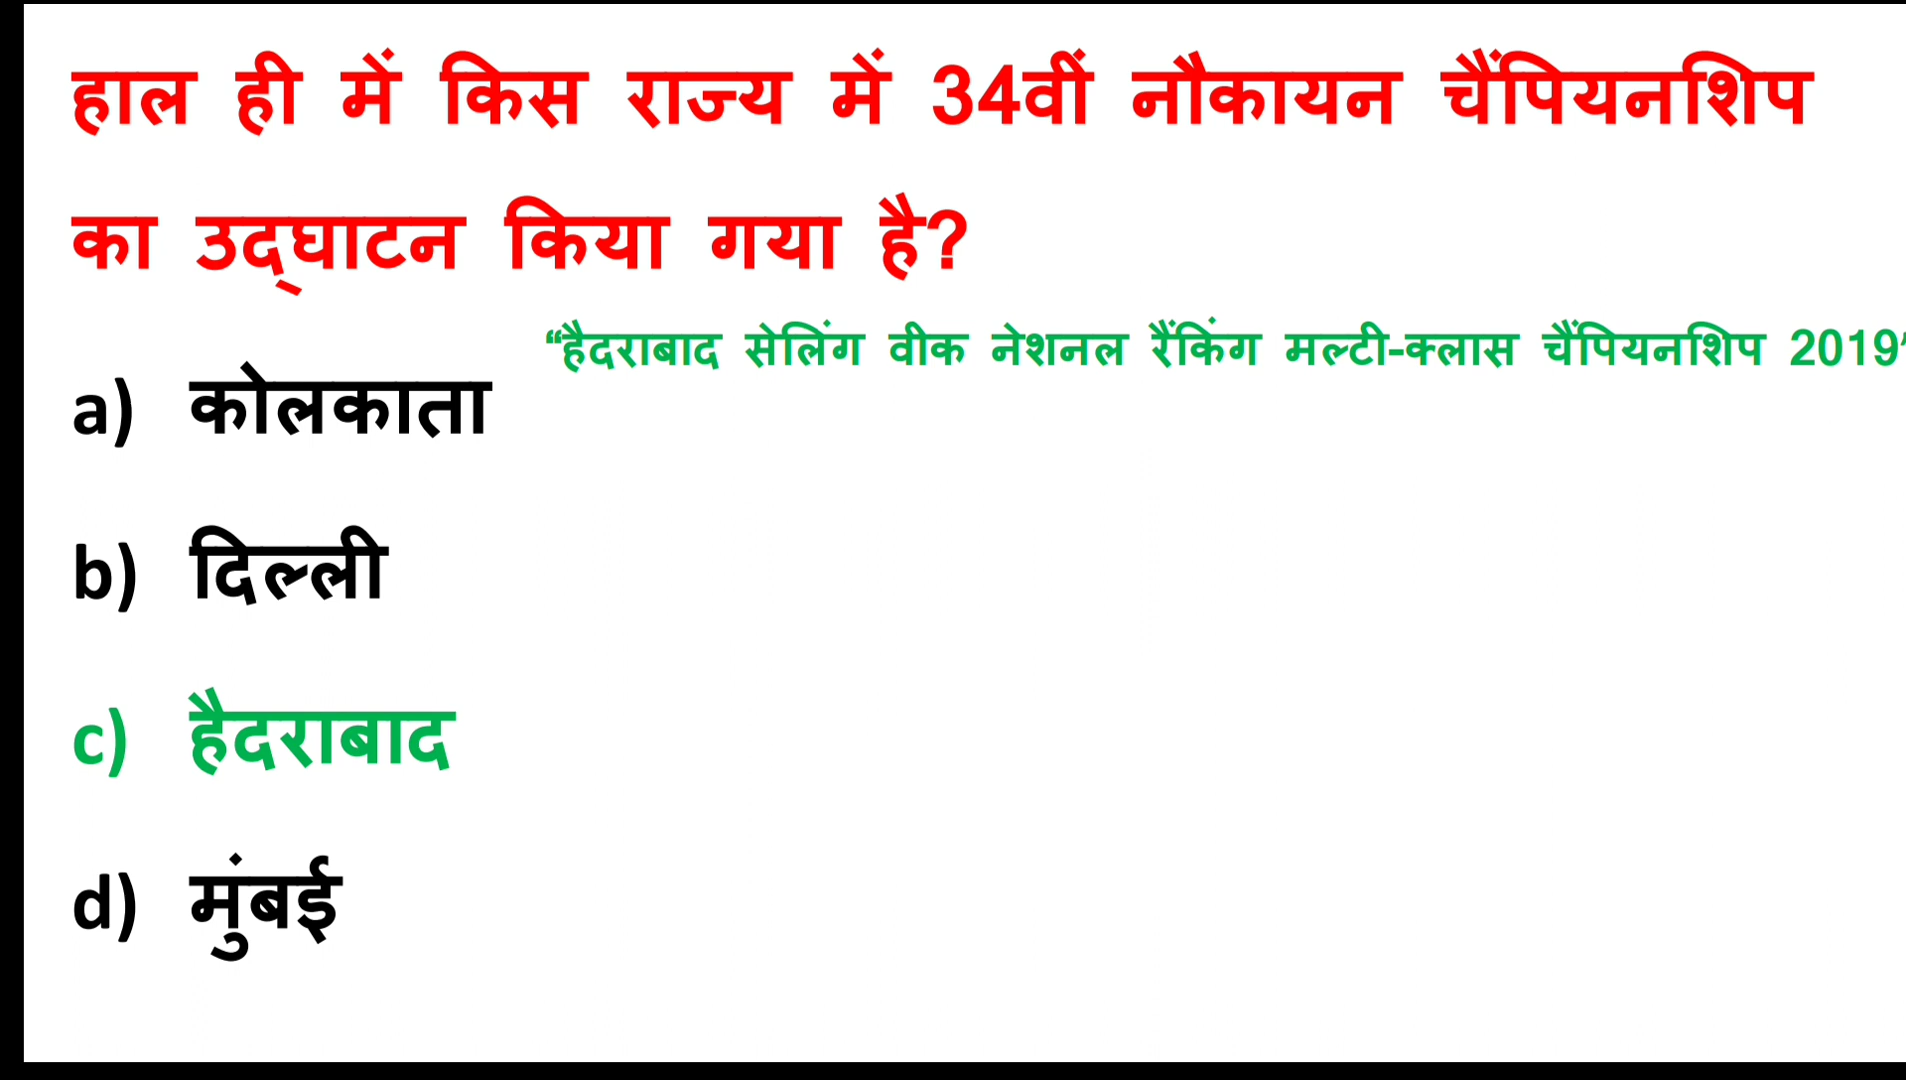 हाल ही में किस राज्य में 34वीं नौकायन चैंपियनशिप
का उद्घाटन किया गया है?
“हैदराबाद सेलिंग वीक नेशनल रैंकिंग मल्टी-क्लास चैंपियनशिप 2019”
a) कोलकाता
b) दिल्ली
c) हैदराबाद
d) मुंबई